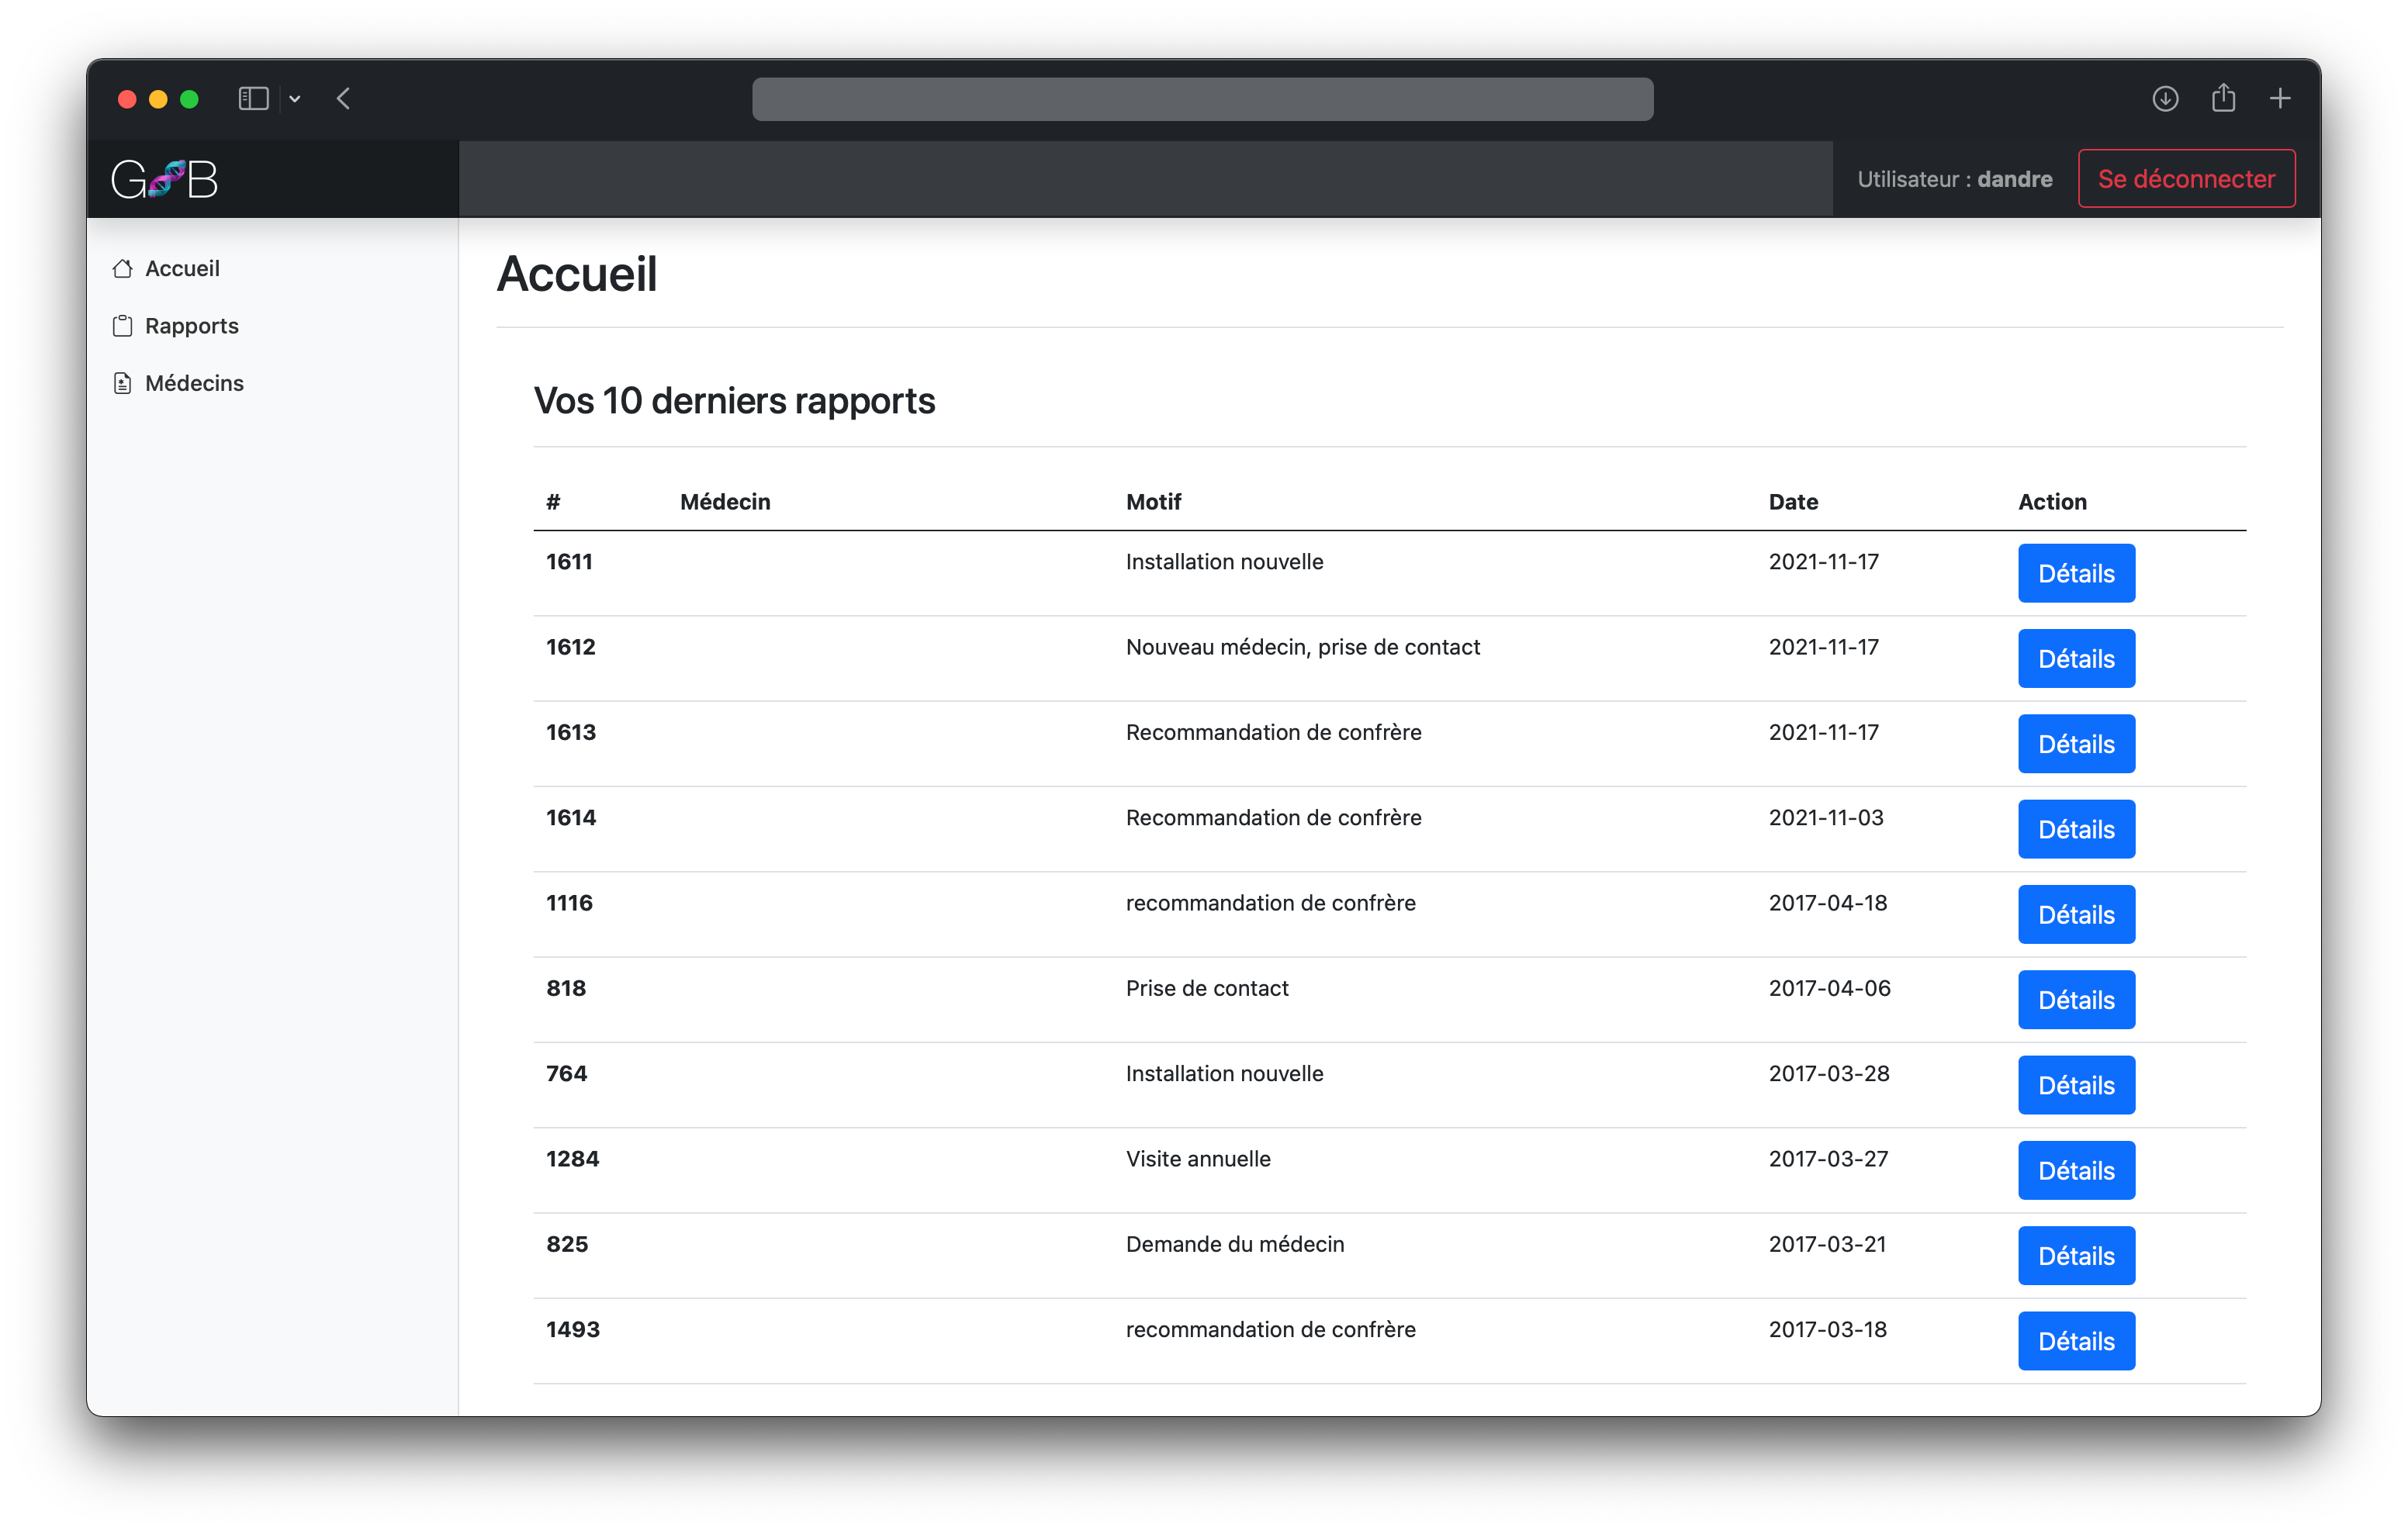 GSB
Utilisateur : dandre
Se déconnecter
Accueil
Rapports
Médecins
Accueil
Vos 10 derniers rapports
# Médecin Motif Date Action
1611 Installation nouvelle 2021-11-17 Détails
1612 Nouveau médecin, prise de contact 2021-11-17 Détails
1613 Recommandation de confrère 2021-11-17 Détails
1614 Recommandation de confrère 2021-11-03 Détails
1116 recommandation de confrère 2017-04-18 Détails
818 Prise de contact 2017-04-06 Détails
764 Installation nouvelle 2017-03-28 Détails
1284 Visite annuelle 2017-03-27 Détails
825 Demande du médecin 2017-03-21 Détails
1493 recommandation de confrère 2017-03-18 Détails